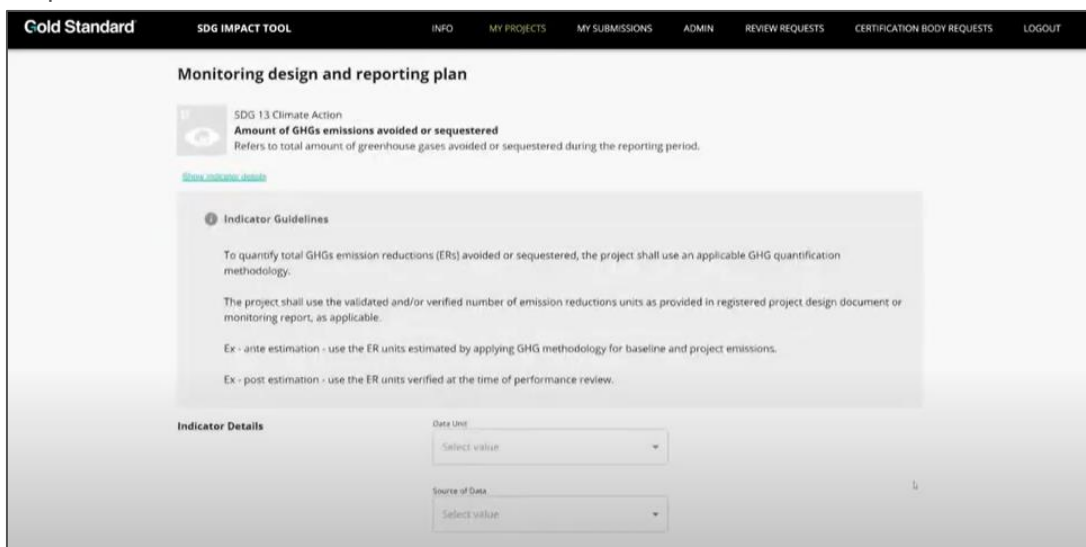 Gold Standard
SDG IMPACT TOOL
INFO
MY PROJECTS
MY SUBMISSIONS
ADMIN
REVIEW REQUESTS
CERTIFICATION BODY REQUESTS
LOGOUT
Monitoring design and reporting plan
SDG 13 Climate Action
Amount of GHGs emissions avoided or sequestered
Refers to total amount of greenhouse gases avoided or sequestered during the reporting period.
Show indicator details
Indicator Guidelines
To quantify total GHGs emission reductions (ERs) avoided or sequestered, the project shall use an applicable GHG quantification
methodology.
The project shall use the validated and/or verified number of emission reductions units as provided in registered project design document or
monitoring report, as applicable.
Ex - ante estimation - use the ER units estimated by applying GHG methodology for baseline and project emissions.
Ex - post estimation - use the ER units verified at the time of performance review.
Indicator Details
Data Unit
Select value
Source of Data
Select value